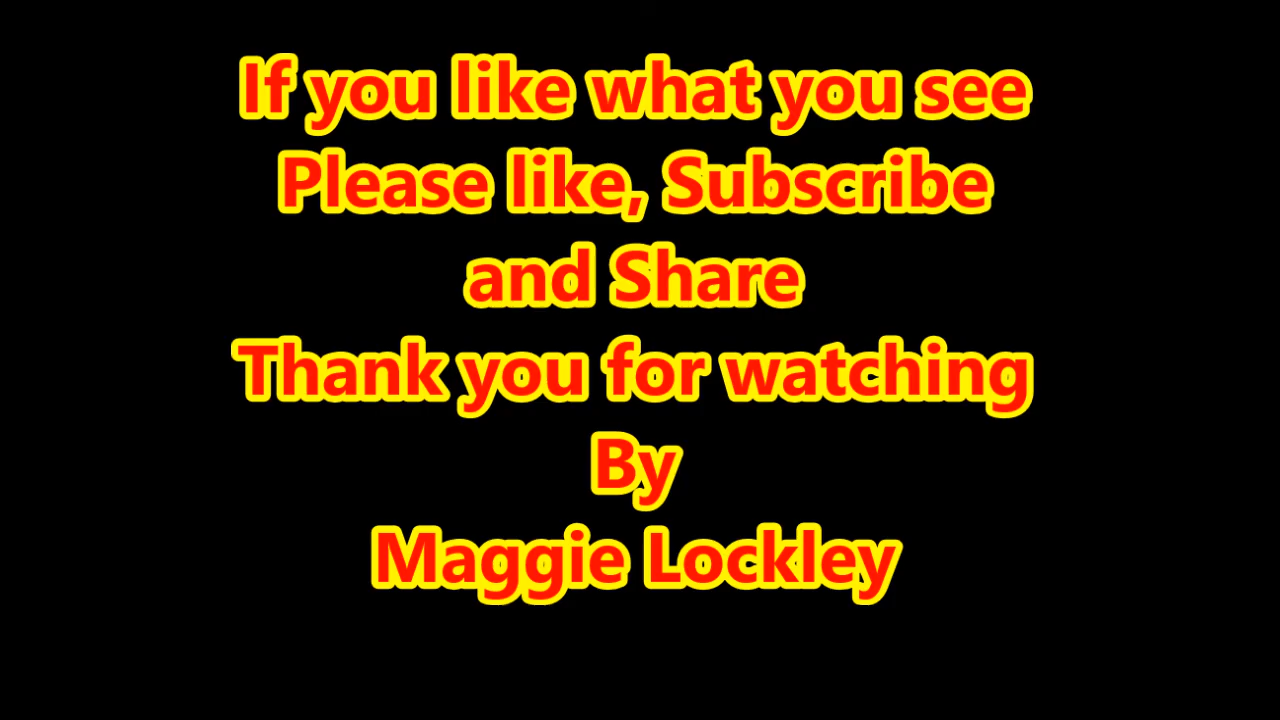 If you like what you see
Please like, Subscribe
and Share
Thank you for watching
By
Maggie Lockley